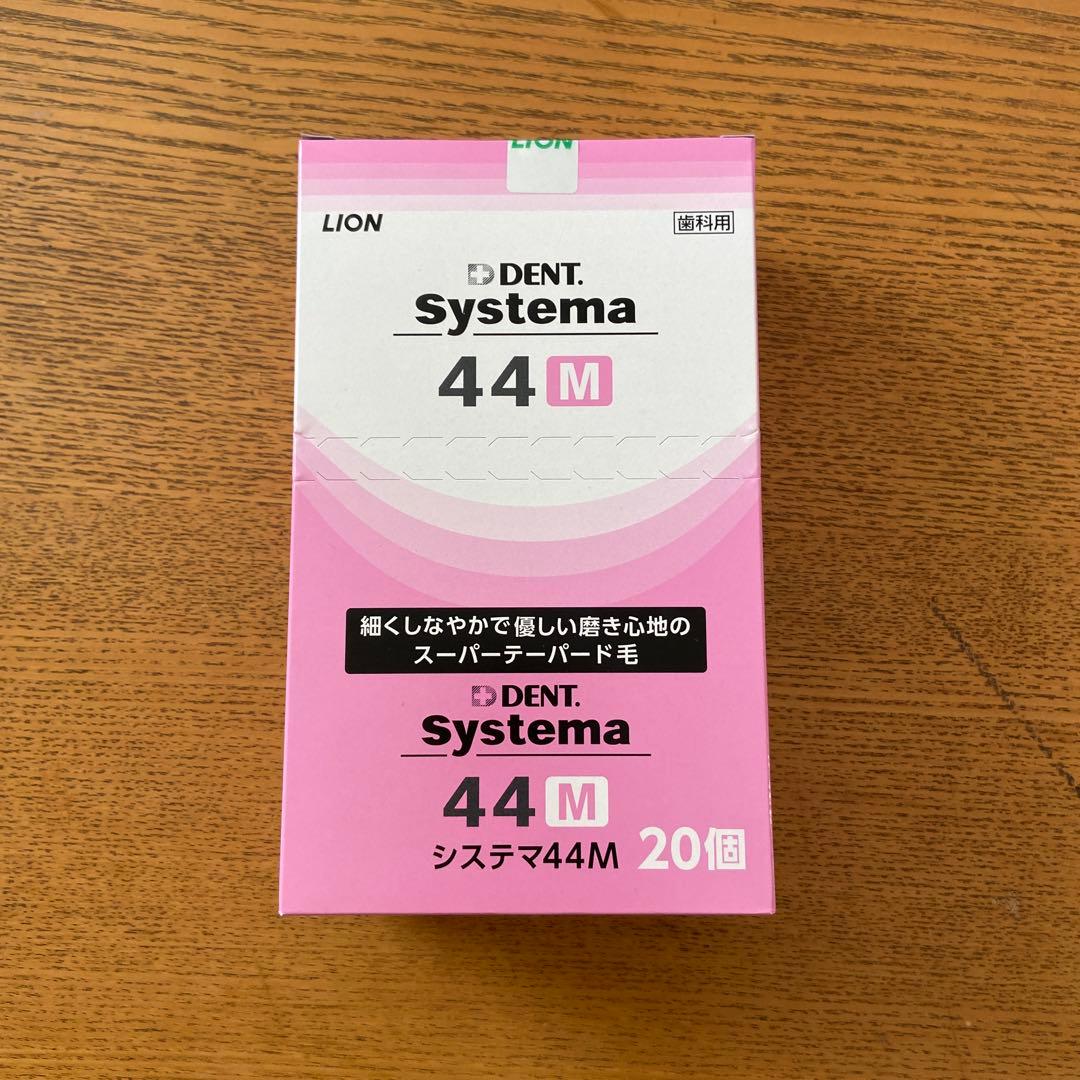 LION
LION
歯科用
DENT.
Systema
44 M
細くしなやかで優しい磨き心地の
スーパーテーパード毛
DENT.
Systema
44 M
システマ44M
20個